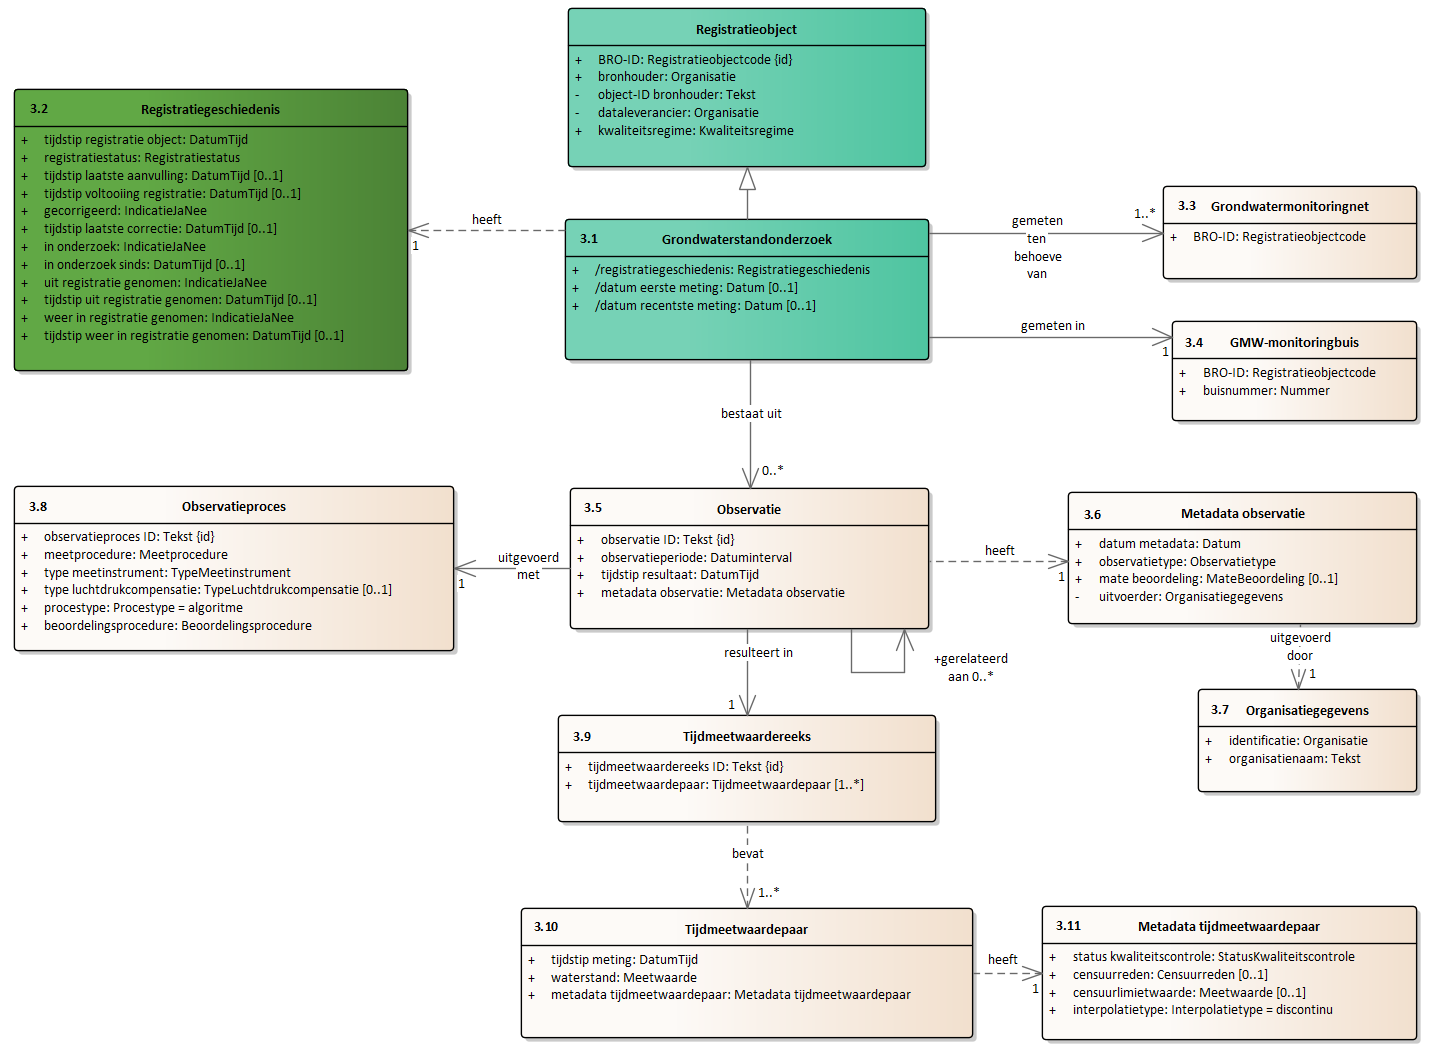 Registratieobject
+ BRO-ID: Registratieobjectcode {id}
+ bronhouder: Organisatie
- object-ID bronhouder: Tekst
- dataleverancier: Organisatie
+ kwaliteitsregime: Kwaliteitsregime
3.2 Registratiegeschiedenis
+ tijdstip registratie object: DatumTijd
+ registratiestatus: Registratiestatus
+ tijdstip laatste aanvulling: DatumTijd [0..1]
+ tijdstip voltooiing registratie: DatumTijd [0..1]
+ gecorrigeerd: IndicatieJaNee
+ tijdstip laatste correctie: DatumTijd [0..1]
+ in onderzoek: IndicatieJaNee
+ in onderzoek sinds: DatumTijd [0..1]
+ uit registratie genomen: IndicatieJaNee
+ tijdstip uit registratie genomen: DatumTijd [0..1]
+ weer in registratie genomen: IndicatieJaNee
+ tijdstip weer in registratie genomen: DatumTijd [0..1]
heeft
1
3.1 Grondwaterstandonderzoek
+ /registratiegeschiedenis: Registratiegeschiedenis
+ /datum eerste meting: Datum [0..1]
+ /datum recentste meting: Datum [0..1]
gemeten
ten
behoeve
van
1..*
3.3 Grondwatermonitoringnet
+ BRO-ID: Registratieobjectcode
gemeten in
1
3.4 GMW-monitoringbuis
+ BRO-ID: Registratieobjectcode
+ buisnummer: Nummer
bestaat uit
0..*
3.8 Observatieproces
+ observatieproces ID: Tekst {id}
+ meetprocedure: Meetprocedure
+ type meetinstrument: TypeMeetinstrument
+ type luchtdrukcompensatie: TypeLuchtdrukcompensatie [0..1]
+ procestype: Procestype = algoritme
+ beoordelingsprocedure: Beoordelingsprocedure
uitgevoerd
met
1
3.5 Observatie
+ observatie ID: Tekst {id}
+ observatieperiode: Datuminterval
+ tijdstip resultaat: DatumTijd
+ metadata observatie: Metadata observatie
heeft
1
3.6 Metadata observatie
+ datum metadata: Datum
+ observatietype: Observatietype
+ mate beoordeling: MateBeoordeling [0..1]
- uitvoerder: Organisatiegegevens
uitgevoerd
door
1
3.7 Organisatiegegevens
+ identificatie: Organisatie
+ organisatienaam: Tekst
+gerelateerd
aan 0..*
resulteert in
1
3.9 Tijdmeetwaardereeks
+ tijdmeetwaardereeks ID: Tekst {id}
+ tijdmeetwaardepaar: Tijdmeetwaardepaar [1..*]
bevat
1..*
3.10 Tijdmeetwaardepaar
+ tijdstip meting: DatumTijd
+ waterstand: Meetwaarde
+ metadata tijdmeetwaardepaar: Metadata tijdmeetwaardepaar
heeft
1
3.11 Metadata tijdmeetwaardepaar
+ status kwaliteitscontrole: StatusKwaliteitscontrole
+ censuurreden: Censuurreden [0..1]
+ censuurlimietwaarde: Meetwaarde [0..1]
+ interpolatietype: Interpolatietype = discontinu